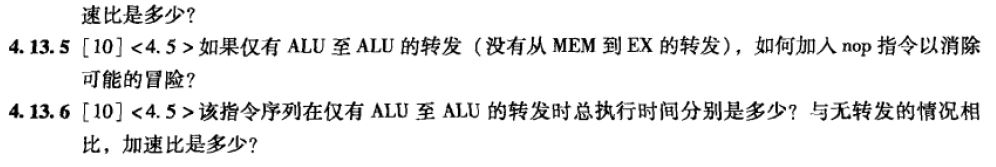 速比是多少？
4.13.5 [10] <4.5>如果仅有 ALU 至 ALU 的转发（没有从 MEM 到 EX 的转发），如何加入 nop 指令以消除
可能的冒险？
4.13.6 [10] <4.5>该指令序列在仅有 ALU 至 ALU 的转发时总执行时间分别是多少？与无转发的情况相
比，加速比是多少？